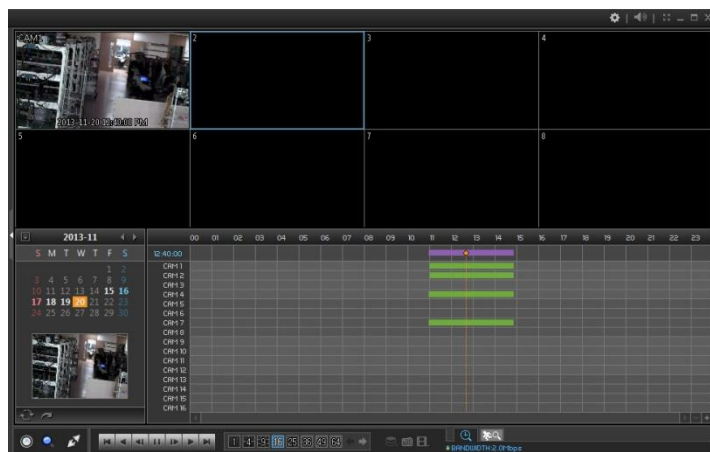 CAM1
2013-11-20 12:40:00 PM
2
3
4
5
6
7
8
2013-11
00 01 02 03 04 05 06 07 08 09 10 11 12 13 14 15 16 17 18 19 20 21 22 23
S M T W T F S
1 2
3 4 5 6 7 8 9
10 11 12 13 14 15 16
17 18 19 20 21 22 23
24 25 26 27 28 29 30
12:40:00
CAM 1
CAM 2
CAM 3
CAM 4
CAM 5
CAM 6
CAM 7
CAM 8
CAM 9
CAM 10
CAM 11
CAM 12
CAM 13
CAM 14
CAM 15
CAM 16
1 4 9 16 25 36 49 64
BANDWIDTH:2.0Mbps